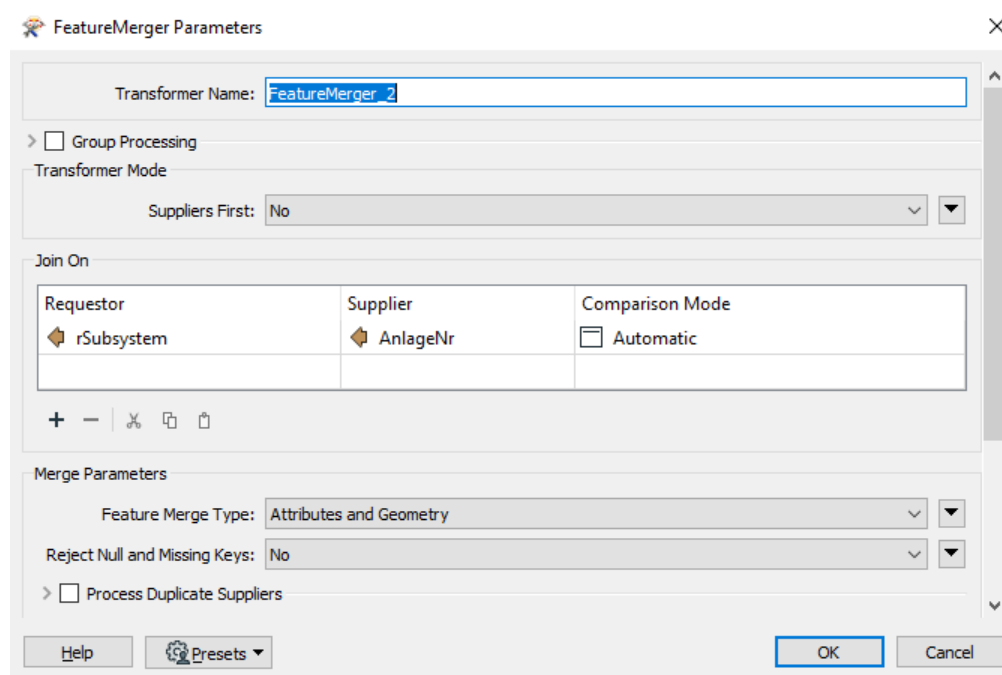 FeatureMerger Parameters
Transformer Name: FeatureMerger_2
Group Processing
Transformer Mode
Suppliers First: No
Join On
Requestor Supplier Comparison Mode
rSubsystem AnlageNr Automatic
Merge Parameters
Feature Merge Type: Attributes and Geometry
Reject Null and Missing Keys: No
Process Duplicate Suppliers
Help Presets OK Cancel